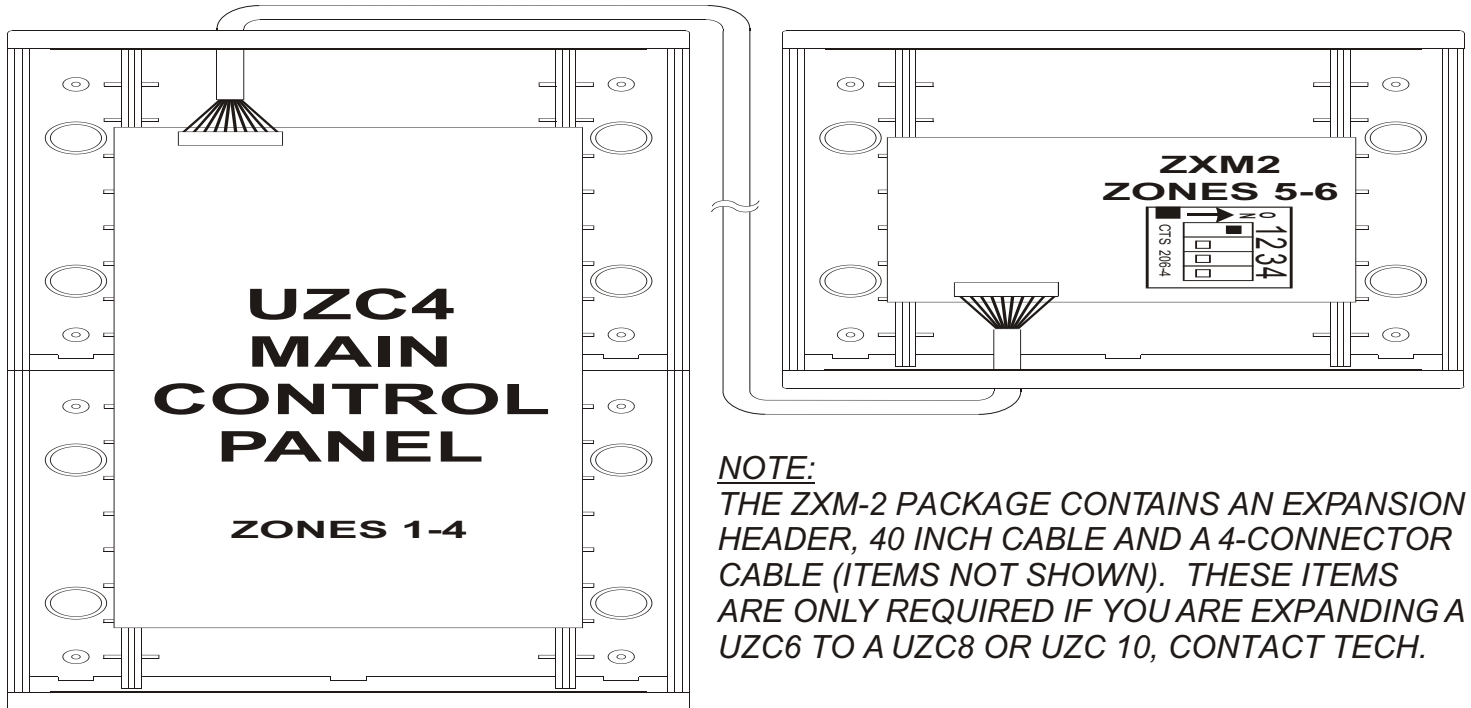 UZC4
MAIN
CONTROL
PANEL
ZONES 1-4
ZXM2
ZONES 5-6
ON
1234
CTS 206-4
NOTE:
THE ZXM-2 PACKAGE CONTAINS AN EXPANSION
HEADER, 40 INCH CABLE AND A 4-CONNECTOR
CABLE (ITEMS NOT SHOWN). THESE ITEMS
ARE ONLY REQUIRED IF YOU ARE EXPANDING A
UZC6 TO A UZC8 OR UZC 10, CONTACT TECH.